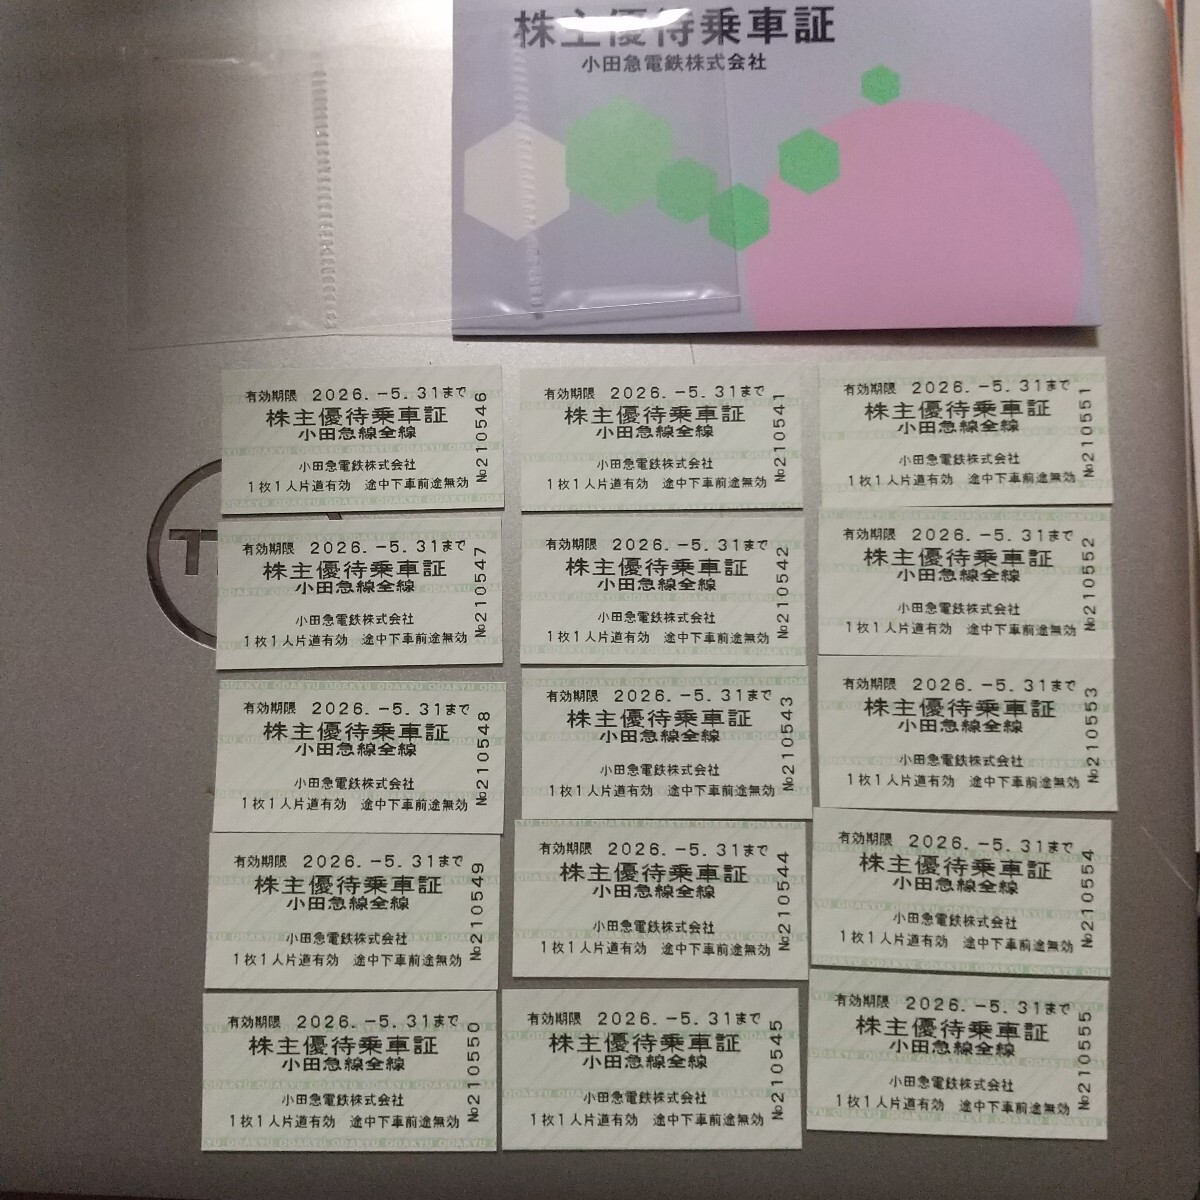 株主優待乗車証
小田急電鉄株式会社
有効期限 2026.-5.31まで
株主優待乗車証
小田急線全線
小田急電鉄株式会社
1枚1人片道有効 途中下車前途無効
№210546
有効期限 2026.-5.31まで
株主優待乗車証
小田急線全線
小田急電鉄株式会社
1枚1人片道有効 途中下車前途無効
№210541
有効期限 2026.-5.31まで
株主優待乗車証
小田急線全線
小田急電鉄株式会社
1枚1人片道有効 途中下車前途無効
№210551
有効期限 2026.-5.31まで
株主優待乗車証
小田急線全線
小田急電鉄株式会社
1枚1人片道有効 途中下車前途無効
№210547
有効期限 2026.-5.31まで
株主優待乗車証
小田急線全線
小田急電鉄株式会社
1枚1人片道有効 途中下車前途無効
№210542
有効期限 2026.-5.31まで
株主優待乗車証
小田急線全線
小田急電鉄株式会社
1枚1人片道有効 途中下車前途無効
№210552
有効期限 2026.-5.31まで
株主優待乗車証
小田急線全線
小田急電鉄株式会社
1枚1人片道有効 途中下車前途無効
№210548
有効期限 2026.-5.31まで
株主優待乗車証
小田急線全線
小田急電鉄株式会社
1枚1人片道有効 途中下車前途無効
№210543
有効期限 2026.-5.31まで
株主優待乗車証
小田急線全線
小田急電鉄株式会社
1枚1人片道有効 途中下車前途無効
№210553
有効期限 2026.-5.31まで
株主優待乗車証
小田急線全線
小田急電鉄株式会社
1枚1人片道有効 途中下車前途無効
№210549
有効期限 2026.-5.31まで
株主優待乗車証
小田急線全線
小田急電鉄株式会社
1枚1人片道有効 途中下車前途無効
№210544
有効期限 2026.-5.31まで
株主優待乗車証
小田急線全線
小田急電鉄株式会社
1枚1人片道有効 途中下車前途無効
№210554
有効期限 2026.-5.31まで
株主優待乗車証
小田急線全線
小田急電鉄株式会社
1枚1人片道有効 途中下車前途無効
№210550
有効期限 2026.-5.31まで
株主優待乗車証
小田急線全線
小田急電鉄株式会社
1枚1人片道有効 途中下車前途無効
№210545
有効期限 2026.-5.31まで
株主優待乗車証
小田急線全線
小田急電鉄株式会社
1枚1人片道有効 途中下車前途無効
№210555